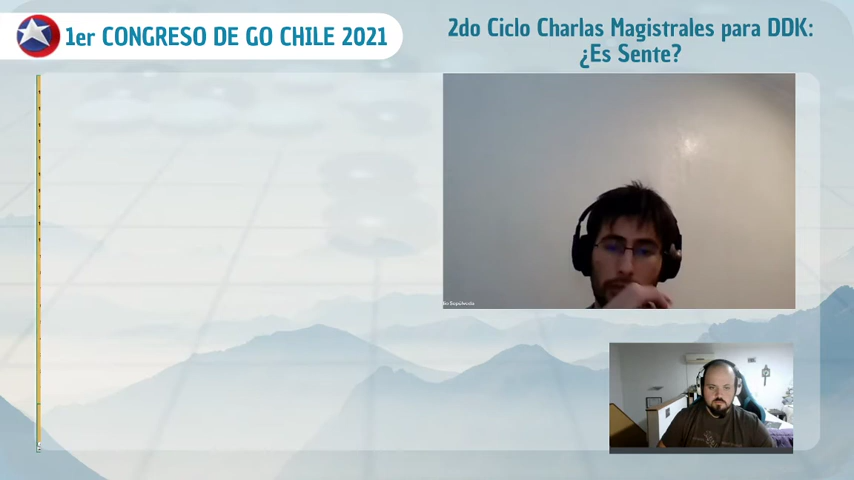 1er CONGRESO DE GO CHILE 2021
2do Ciclo Charlas Magistrales para DDK:
¿Es Sente?